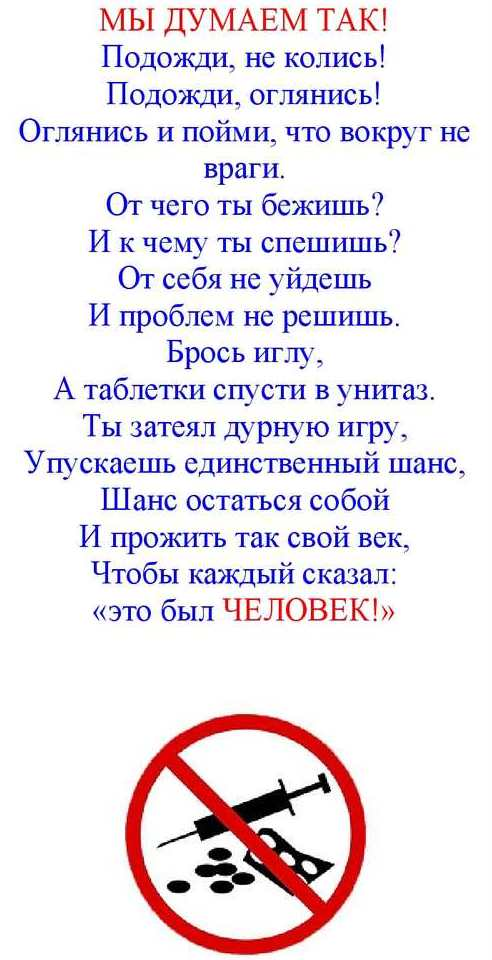 МЫ ДУМАЕМ ТАК!
Подожди, не колись!
Подожди, оглянись!
Оглянись и пойми, что вокруг не
враги.
От чего ты бежишь?
И к чему ты спешишь?
От себя не уйдешь
И проблем не решишь.
Брось иглу,
А таблетки спусти в унитаз.
Ты затеял дурную игру,
Упускаешь единственный шанс,
Шанс остаться собой
И прожить так свой век,
Чтобы каждый сказал:
«это был ЧЕЛОВЕК!»